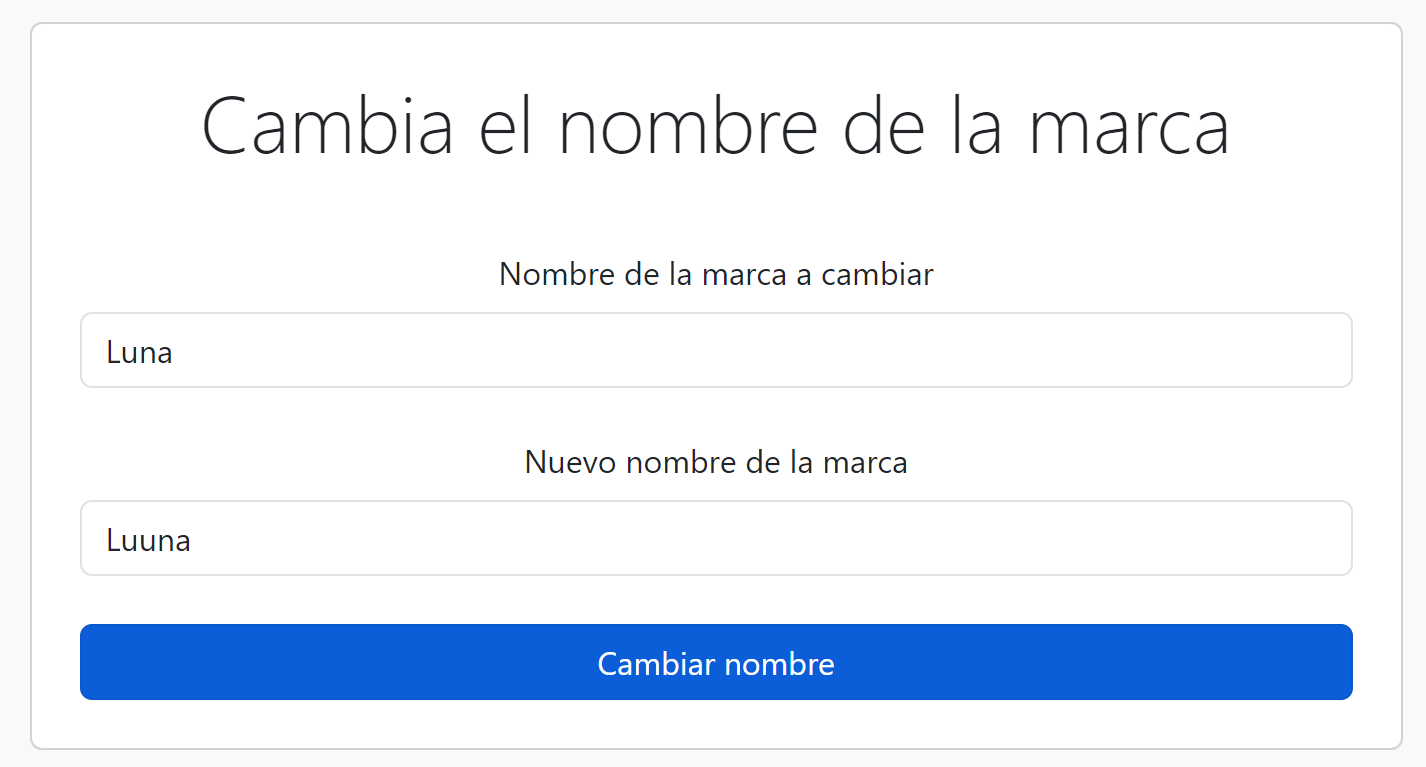 Cambia el nombre de la marca
Nombre de la marca a cambiar
Luna
Nuevo nombre de la marca
Luuna
Cambiar nombre